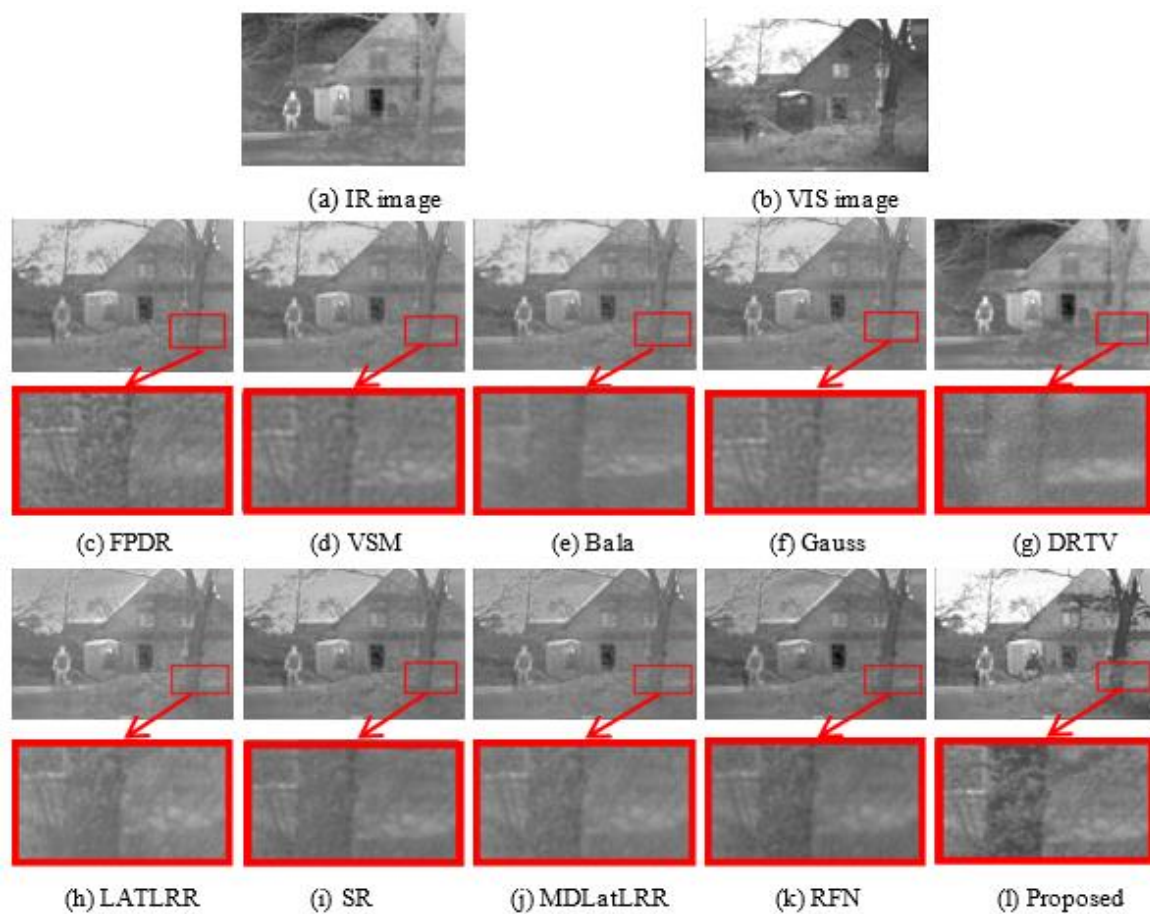 (a) IR image
(b) VIS image
(c) FPDR
(d) VSM
(e) Bala
(f) Gauss
(g) DRTV
(h) LATLRR
(i) SR
(j) MDLatLRR
(k) RFN
(l) Proposed